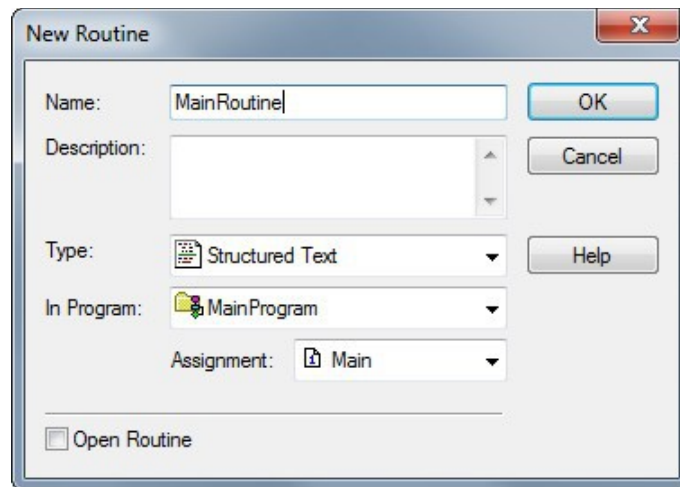 New Routine
Name: MainRoutine OK
Description: Cancel
Type: Structured Text Help
In Program: MainProgram
Assignment: Main
Open Routine